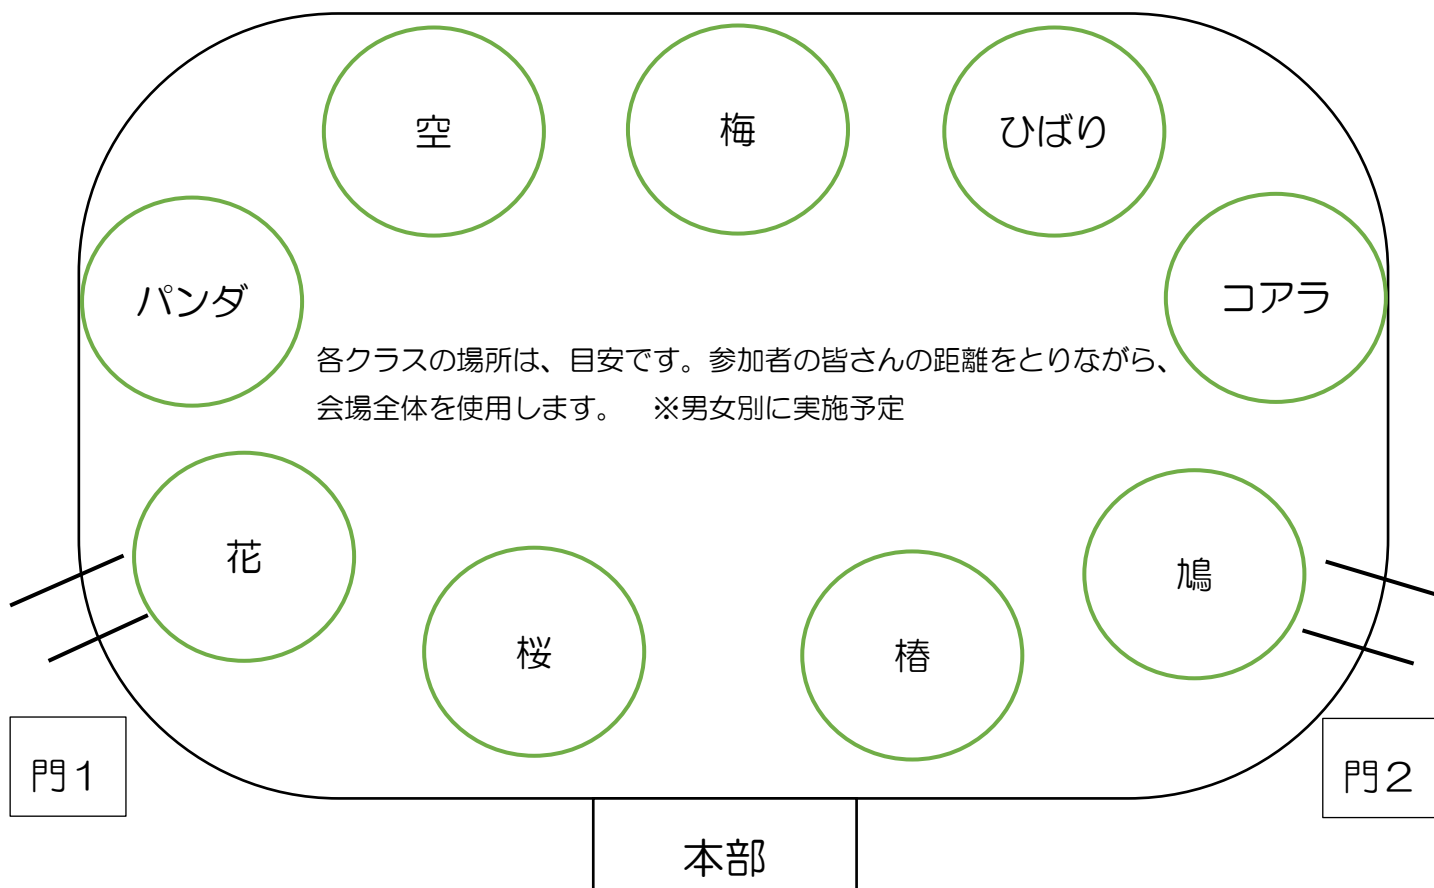 空
梅
ひばり
パンダ
コアラ
各クラスの場所は、目安です。参加者の皆さんの距離をとりながら、
会場全体を使用します。　※男女別に実施予定
花
鳩
桜
椿
門１
門２
本部